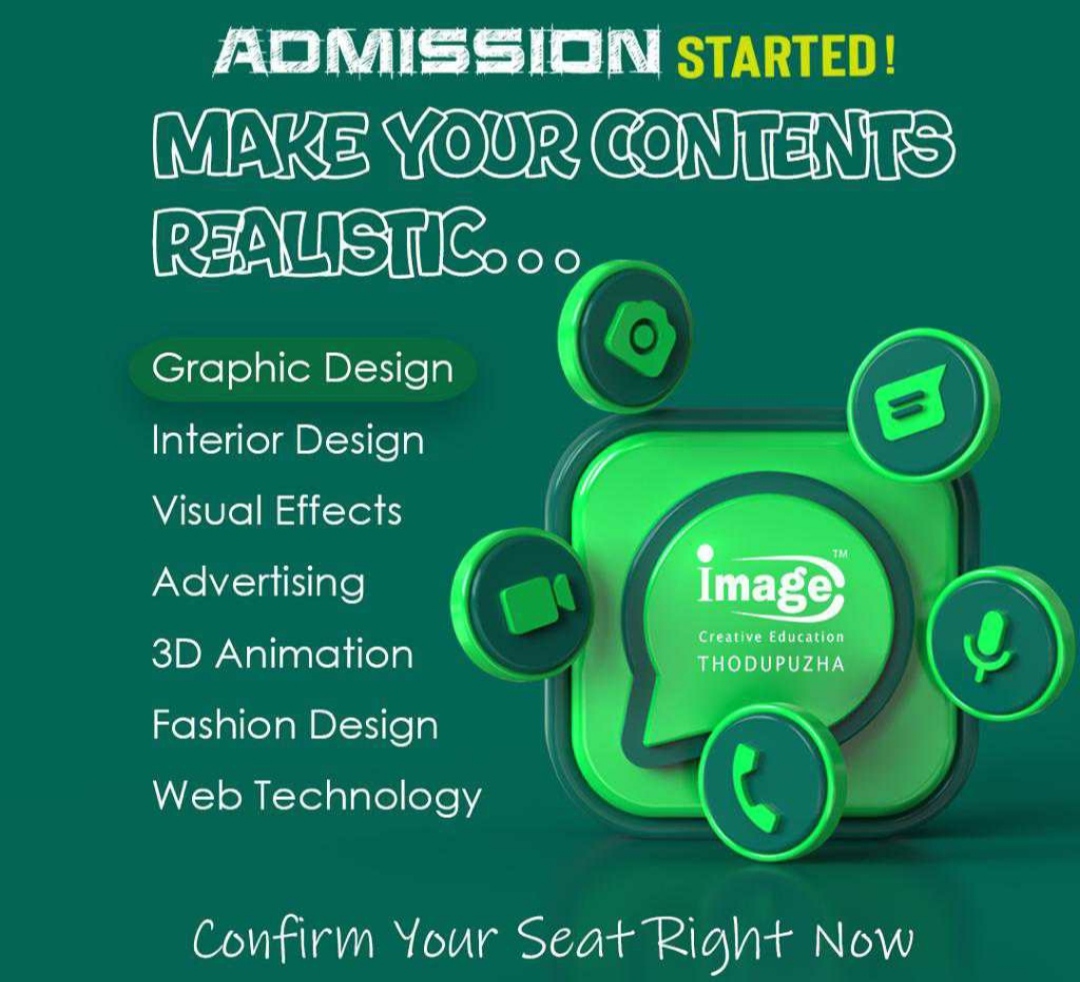 ADMISSION STARTED!
MAKE YOUR CONTENTS
REALISTIC...
Graphic Design
Interior Design
Visual Effects
Advertising
3D Animation
Fashion Design
Web Technology
image TM
Creative Education
THODUPUZHA
Confirm Your Seat Right Now